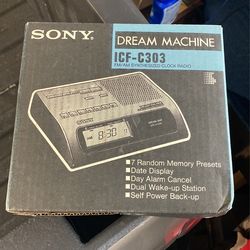 SONY
DREAM MACHINE
ICF-C303
FM/AM SYNTHESIZED CLOCK RADIO
8:30
7 Random Memory Presets
Date Display
Day Alarm Cancel
Dual Wake-up Station
Self Power Back-up